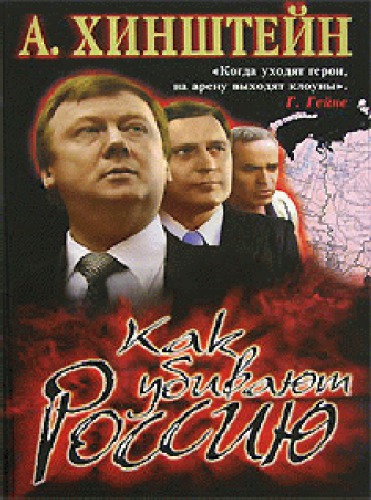 А. ХИНШТЕЙН
«Когда уходят герои,
на арену выходят клоуны».
Г. Гейне
Как
убивают
Россию